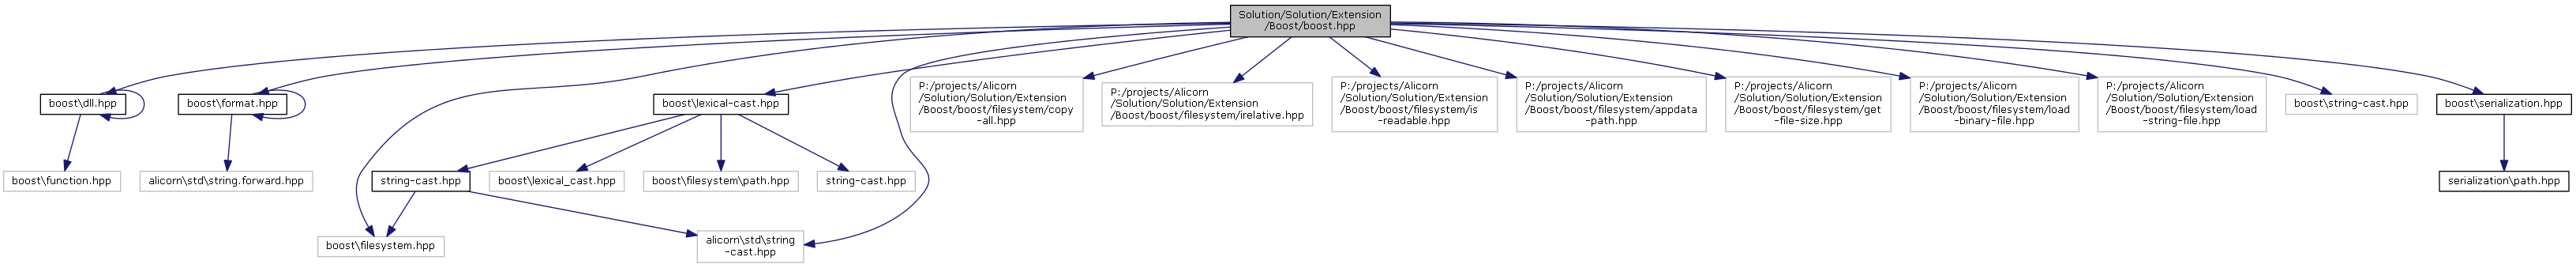 Solution/Solution/Extension
/Boost/boost.hpp
boost\dll.hpp
boost\format.hpp
boost\lexical-cast.hpp
P:/projects/Alicorn
/Solution/Solution/Extension
/Boost/boost/filesystem/copy
-all.hpp
P:/projects/Alicorn
/Solution/Solution/Extension
/Boost/boost/filesystem/irelative.hpp
P:/projects/Alicorn
/Solution/Solution/Extension
/Boost/boost/filesystem/is
-readable.hpp
P:/projects/Alicorn
/Solution/Solution/Extension
/Boost/boost/filesystem/appdata
-path.hpp
P:/projects/Alicorn
/Solution/Solution/Extension
/Boost/boost/filesystem/get
-file-size.hpp
P:/projects/Alicorn
/Solution/Solution/Extension
/Boost/boost/filesystem/load
-binary-file.hpp
P:/projects/Alicorn
/Solution/Solution/Extension
/Boost/boost/filesystem/load
-string-file.hpp
boost\string-cast.hpp
boost\serialization.hpp
boost\function.hpp
alicorn\std\string.forward.hpp
string-cast.hpp
boost\lexical_cast.hpp
boost\filesystem\path.hpp
string-cast.hpp
serialization\path.hpp
boost\filesystem.hpp
alicorn\std\string
-cast.hpp